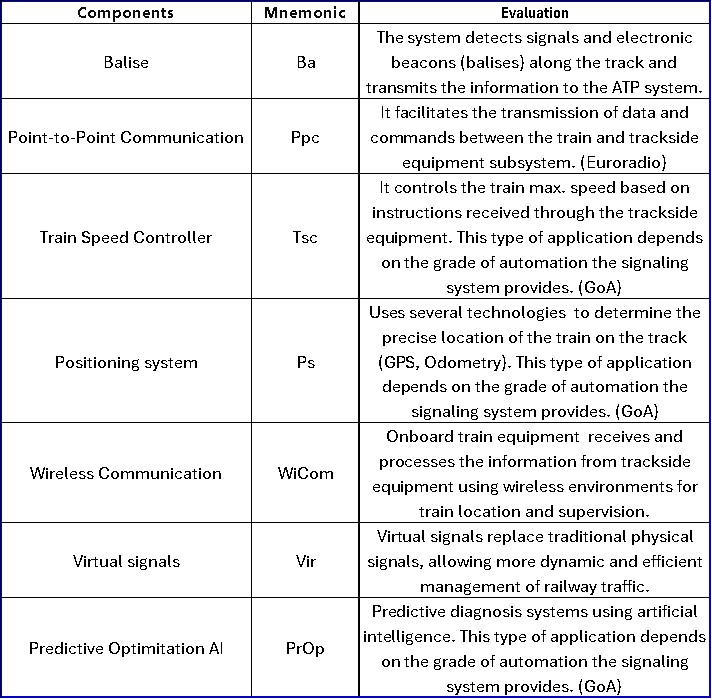 Components Mnemonic Evaluation
Balise Ba The system detects signals and electronic
beacons (balises) along the track and
transmits the information to the ATP system.
Point-to-Point Communication Ppc It facilitates the transmission of data and
commands between the train and trackside
equipment subsystem. (Euroradio)
Train Speed Controller Tsc It controls the train max. speed based on
instructions received through the trackside
equipment. This type of application depends
on the grade of automation the signaling
system provides. (GoA)
Positioning system Ps Uses several technologies to determine the
precise location of the train on the track
(GPS, Odometry). This type of application
depends on the grade of automation the
signaling system provides. (GoA)
Wireless Communication WiCom Onboard train equipment receives and
processes the information from trackside
equipment using wireless environments for
train location and supervision.
Virtual signals Vir Virtual signals replace traditional physical
signals, allowing more dynamic and efficient
management of railway traffic.
Predictive Optimitation AI PrOp Predictive diagnosis systems using artificial
intelligence. This type of application depends
on the grade of automation the signaling
system provides. (GoA)